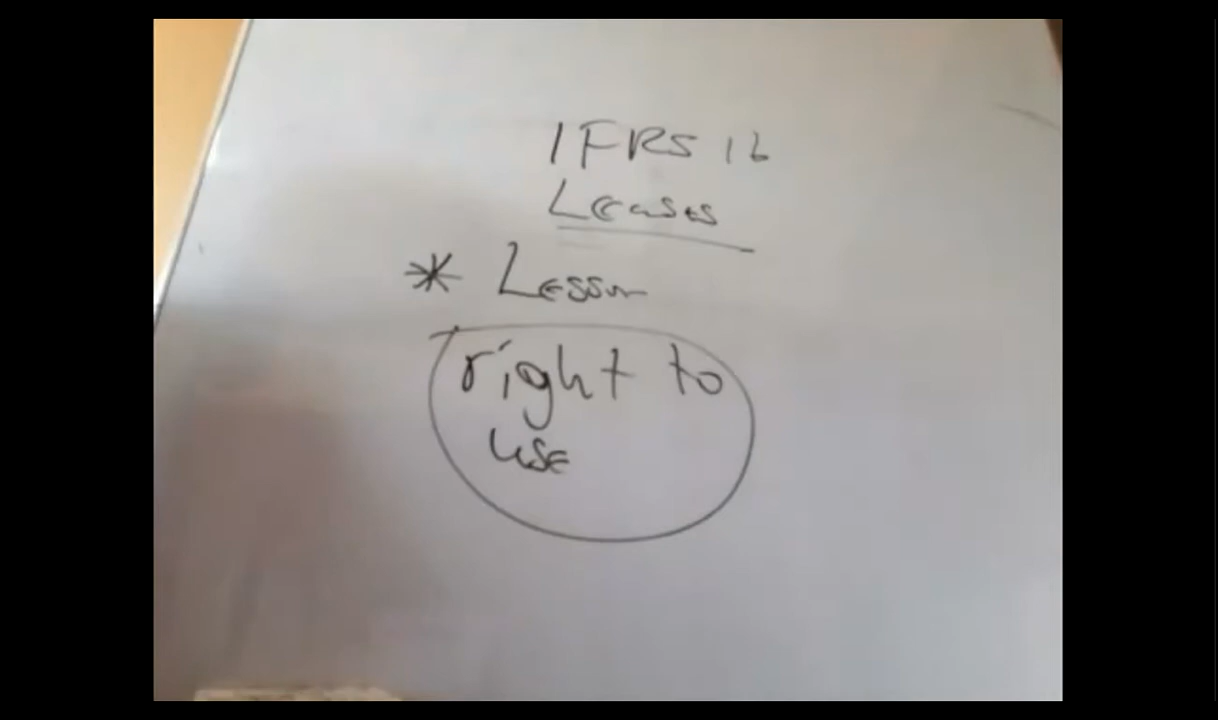 IFRS 16
Leases
* Lessor
right to
use